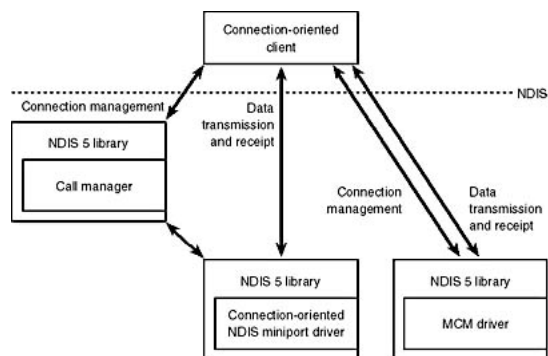 Connection-oriented
client
NDIS
Connection management
Data
transmission
and receipt
NDIS 5 library
Call manager
Connection
management
Data
transmission
and receipt
NDIS 5 library
Connection-oriented
NDIS miniport driver
NDIS 5 library
MCM driver